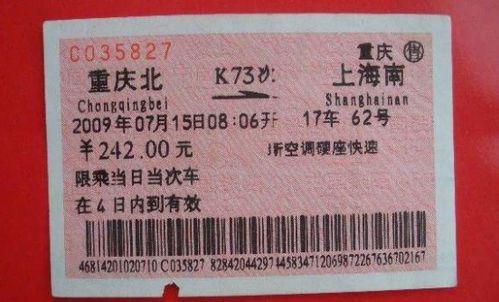 C035827 重庆 售
重庆北 K73次 上海南
Chongqingbei Shanghainan
2009年07月15日08:06开 17车 62号
￥242.00元 新空调硬座快速
限乘当日当次车
在4日内到有效
46814201020710 C035827 82842044297445834712069872267636702167